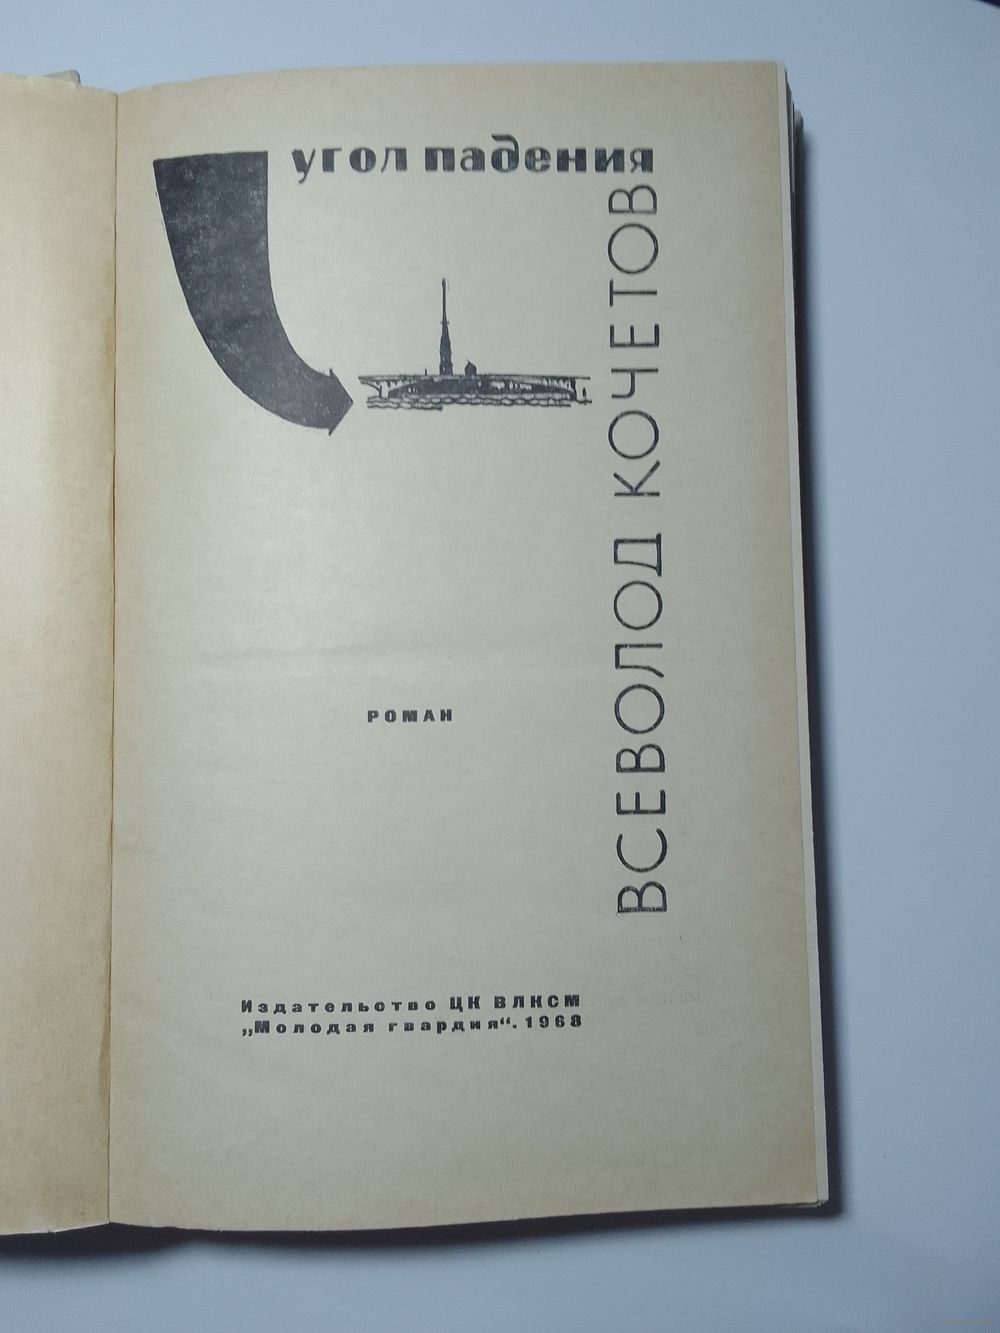 угол падения
ВСЕВОЛОД КОЧЕТОВ
РОМАН
Издательство ЦК ВЛКСМ
„Молодая гвардия“. 1968